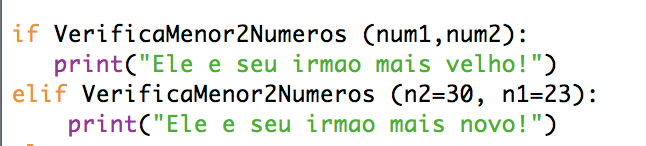 if VerificaMenor2Numeros (num1,num2):
print("Ele e seu irmao mais velho!")
elif VerificaMenor2Numeros (n2=30, n1=23):
print("Ele e seu irmao mais novo!")